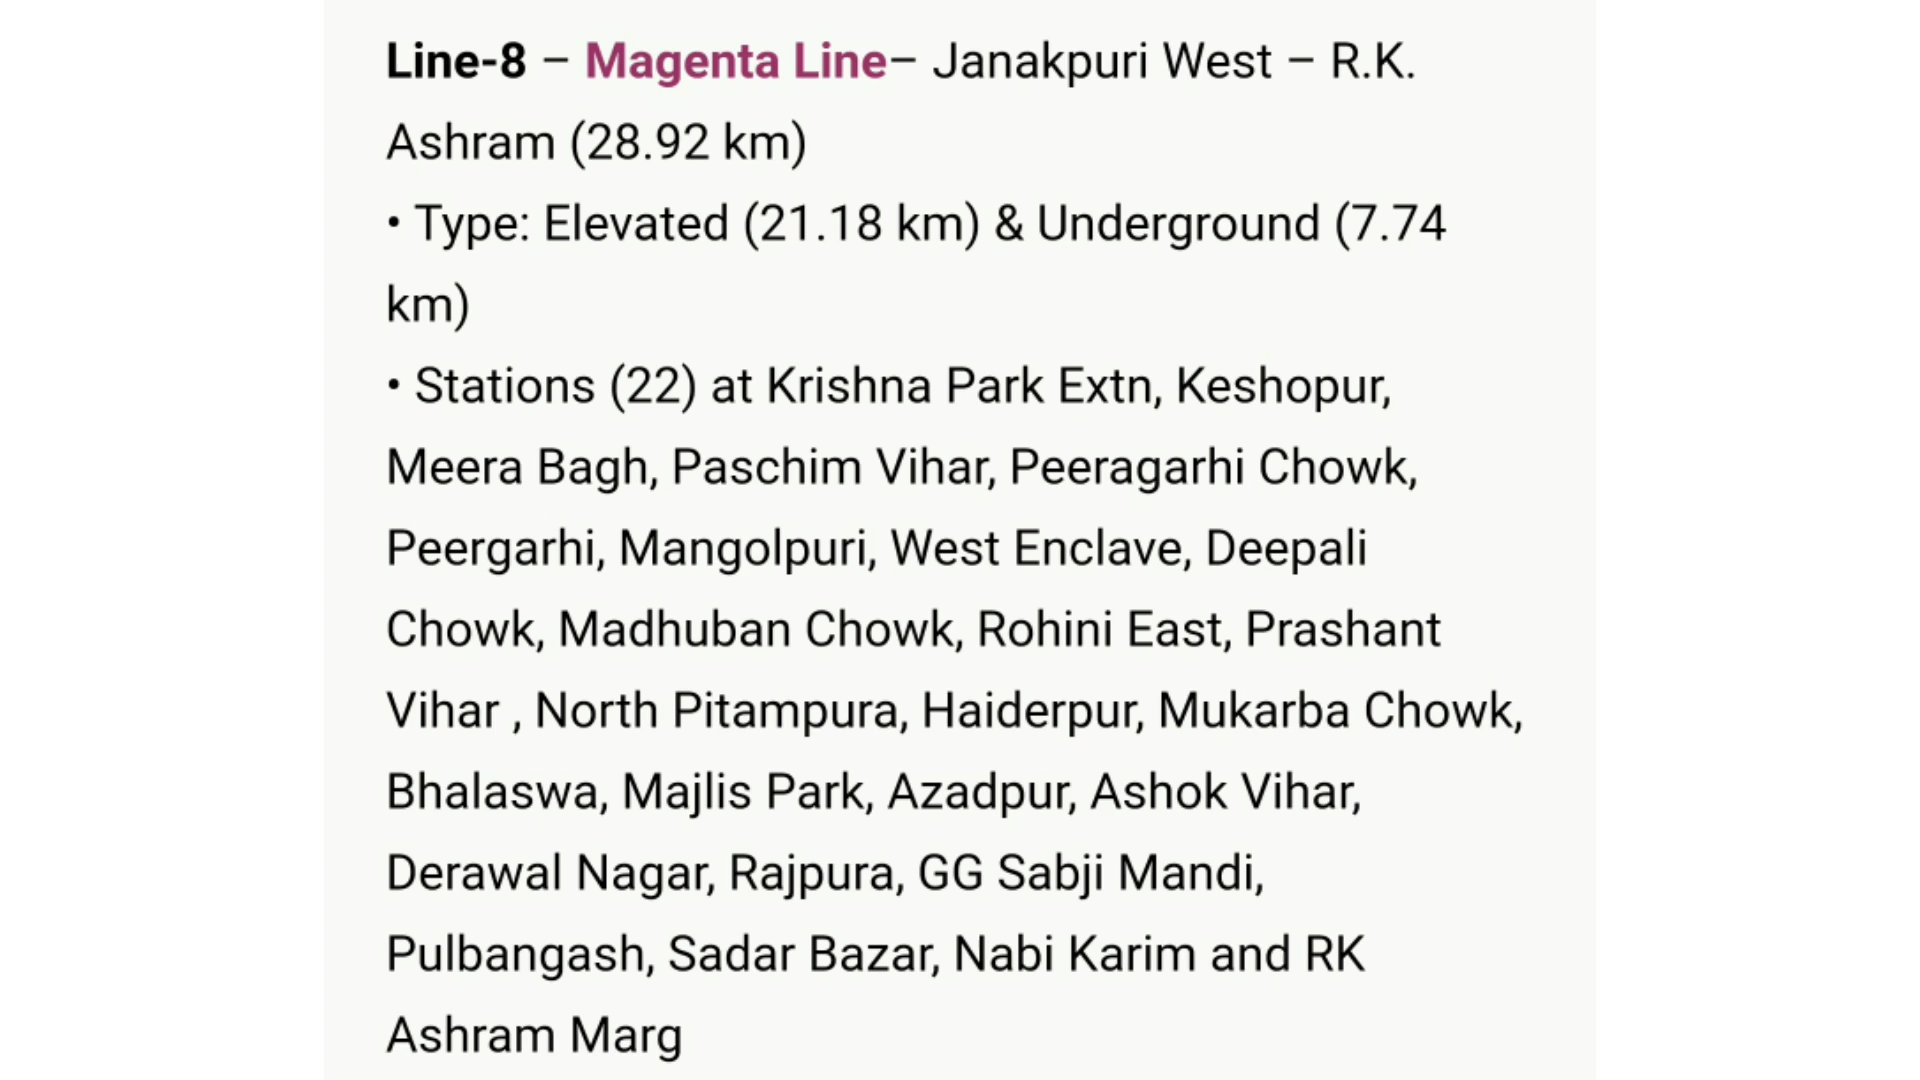 Line-8 – Magenta Line– Janakpuri West – R.K.
Ashram (28.92 km)
• Type: Elevated (21.18 km) & Underground (7.74
km)
• Stations (22) at Krishna Park Extn, Keshopur,
Meera Bagh, Paschim Vihar, Peeragarhi Chowk,
Peergarhi, Mangolpuri, West Enclave, Deepali
Chowk, Madhuban Chowk, Rohini East, Prashant
Vihar , North Pitampura, Haiderpur, Mukarba Chowk,
Bhalaswa, Majlis Park, Azadpur, Ashok Vihar,
Derawal Nagar, Rajpura, GG Sabji Mandi,
Pulbangash, Sadar Bazar, Nabi Karim and RK
Ashram Marg